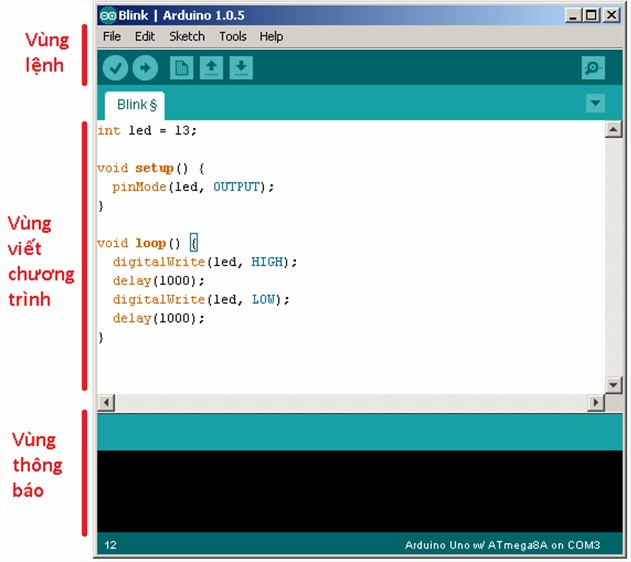 Blink | Arduino 1.0.5
File Edit Sketch Tools Help
Vùng
lệnh
Blink§
Vùng
viết
chương
trình
int led = 13;
void setup() {
  pinMode(led, OUTPUT);
}
void loop() {
  digitalWrite(led, HIGH);
  delay(1000);
  digitalWrite(led, LOW);
  delay(1000);
}
Vùng
thông
báo
12
Arduino Uno w/ ATmega8A on COM3